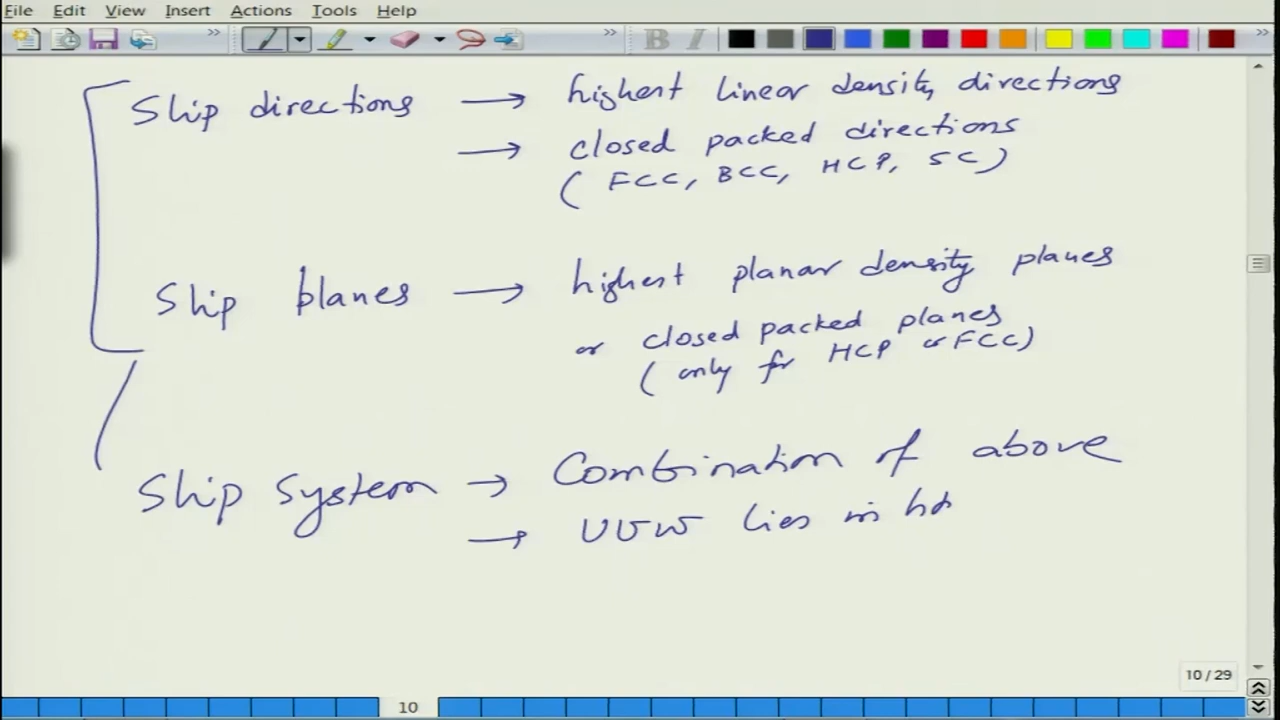 File Edit View Insert Actions Tools Help
B I
Slip directions → highest linear density directions
→ closed packed directions
( FCC, BCC, HCP, SC)
Slip planes → highest planar density planes
or closed packed planes
( only for HCP or FCC)
Slip system → Combination of above
→ UVW lies in
10 / 29
10